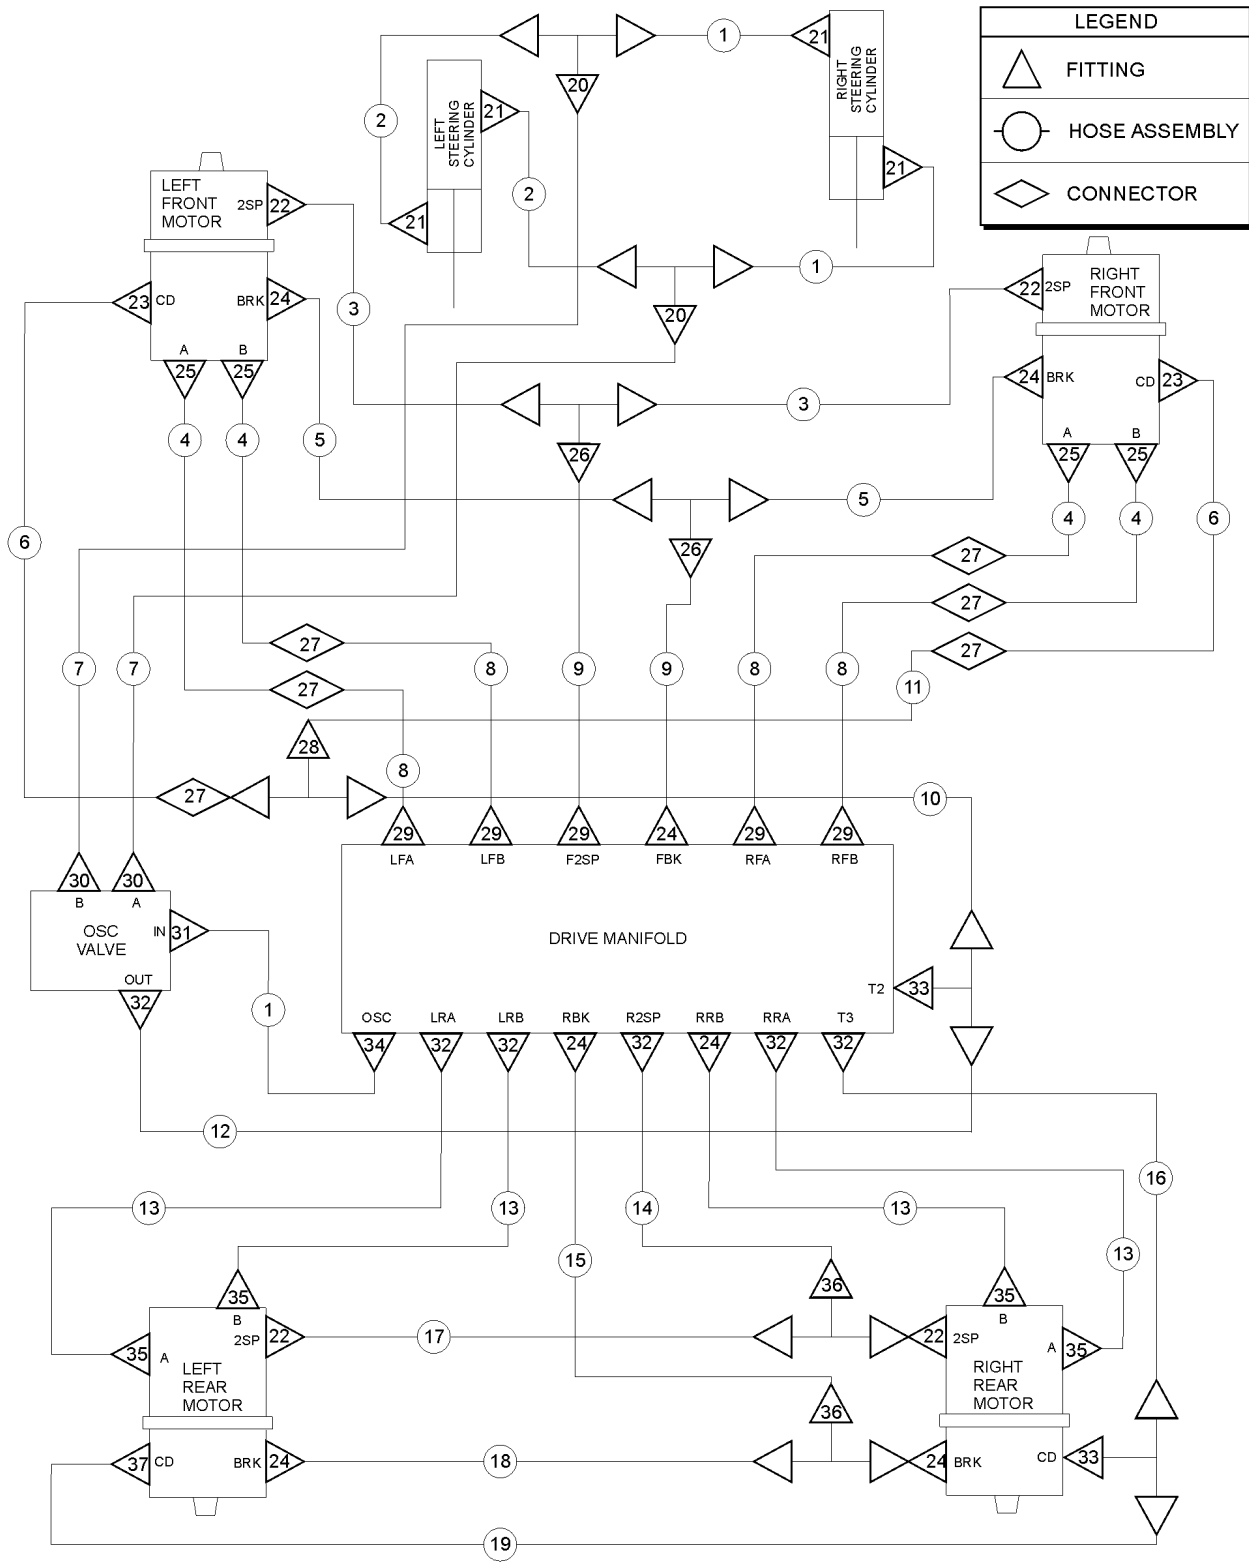 LEGEND
FITTING
HOSE ASSEMBLY
CONNECTOR
1
21
20
2
21
LEFT
STEERING
CYLINDER
RIGHT
STEERING
CYLINDER
21
2
21
1
20
LEFT
FRONT
MOTOR
2SP
22
23
CD
BRK
24
A
B
25
25
3
RIGHT
FRONT
MOTOR
22
2SP
24
BRK
CD
23
A
B
25
25
3
4
4
5
26
5
4
4
6
6
26
27
27
27
27
27
7
7
8
9
9
8
8
11
28
8
27
10
29
29
29
24
29
29
LFA
LFB
F2SP
FBK
RFA
RFB
30
30
B
A
OSC
VALVE
IN
31
OUT
32
DRIVE MANIFOLD
T2
33
1
OSC
LRA
LRB
RBK
R2SP
RRB
RRA
T3
34
32
32
24
32
24
32
32
12
16
13
13
14
13
13
15
35
B
2SP
22
35
A
LEFT
REAR
MOTOR
37
CD
BRK
24
17
36
36
18
19
35
B
22
2SP
A
35
RIGHT
REAR
MOTOR
24
BRK
CD
33